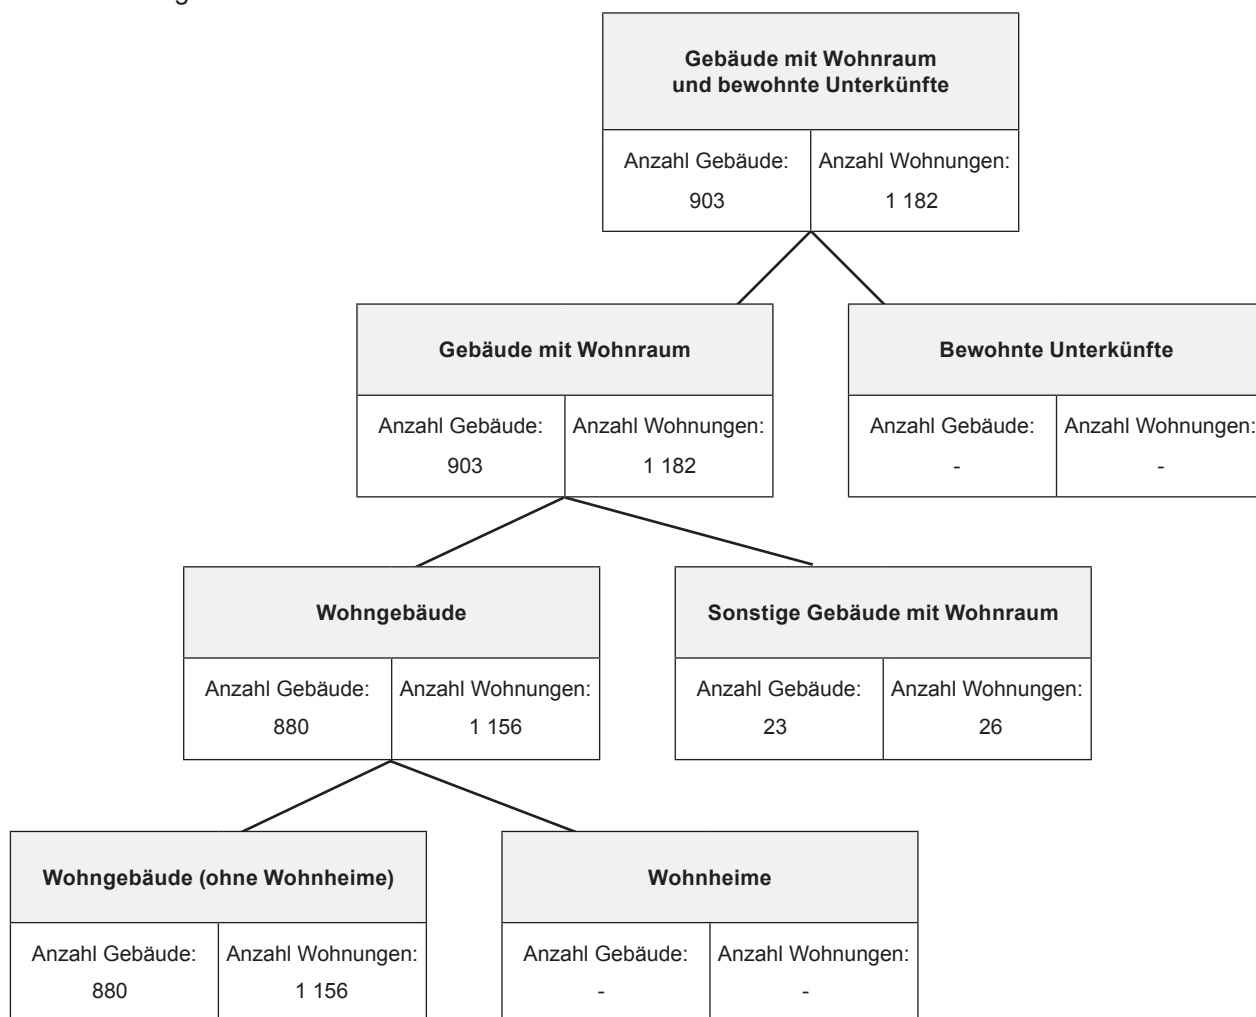 Gebäude mit Wohnraum
und bewohnte Unterkünfte
Anzahl Gebäude: Anzahl Wohnungen:
903 1 182
Gebäude mit Wohnraum
Anzahl Gebäude: Anzahl Wohnungen:
903 1 182
Bewohnte Unterkünfte
Anzahl Gebäude: Anzahl Wohnungen:
- -
Wohngebäude
Anzahl Gebäude: Anzahl Wohnungen:
880 1 156
Sonstige Gebäude mit Wohnraum
Anzahl Gebäude: Anzahl Wohnungen:
23 26
Wohngebäude (ohne Wohnheime)
Anzahl Gebäude: Anzahl Wohnungen:
880 1 156
Wohnheime
Anzahl Gebäude: Anzahl Wohnungen:
- -